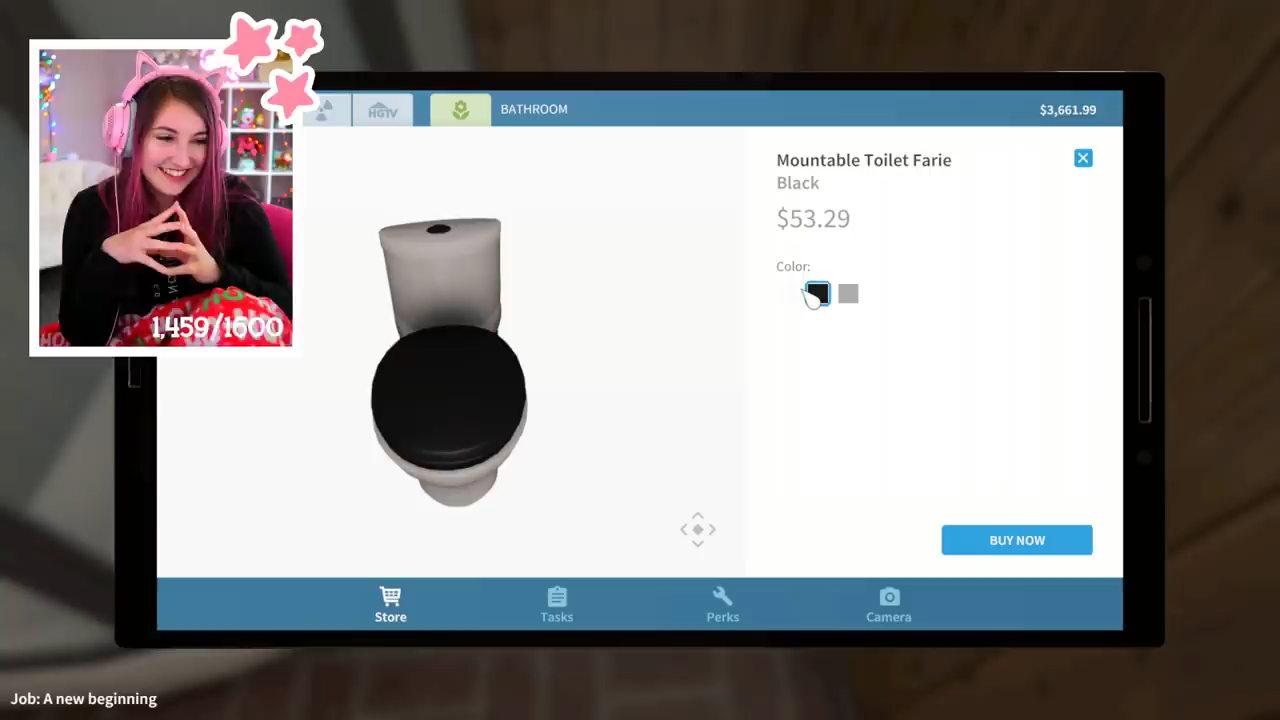 HGTV
BATHROOM
$3,661.99
Mountable Toilet Farie
Black
$53.29
Color:
1,459/1600
BUY NOW
Store
Tasks
Perks
Camera
Job: A new beginning